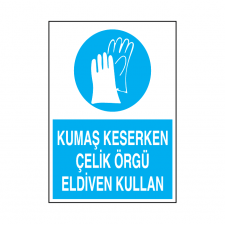 KUMAŞ KESERKEN
ÇELİK ÖRGÜ
ELDİVEN KULLAN